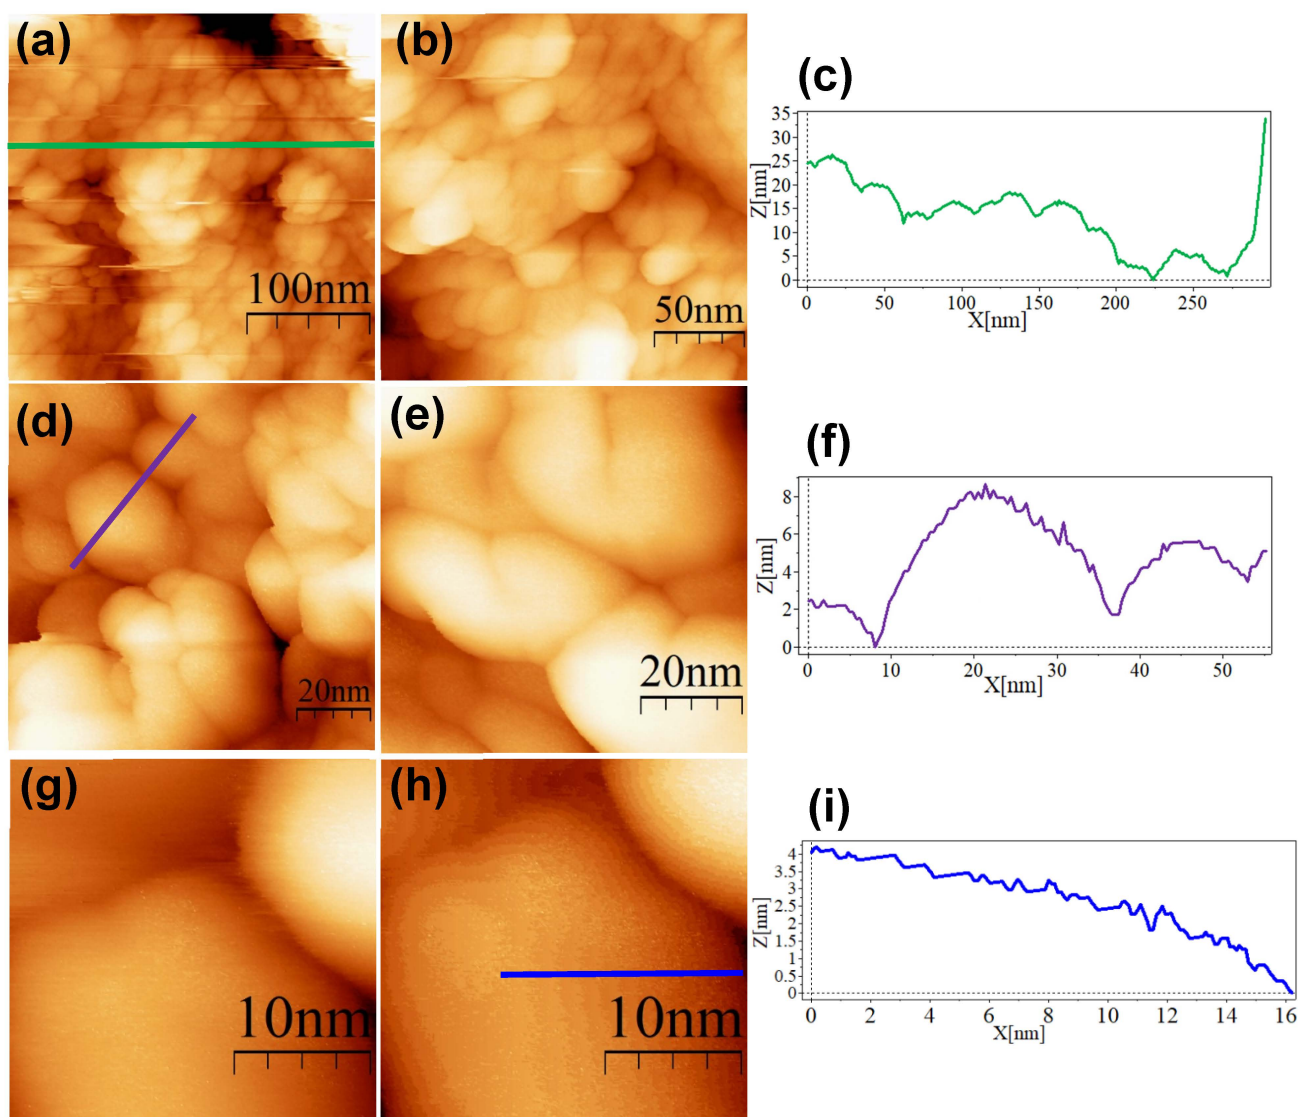 (a)
100nm
(b)
50nm
(c)
35
30
25
20
15
10
5
0
Z[nm]
0 50 100 150 200 250
X[nm]
(d)
20nm
(e)
20nm
(f)
8
6
4
2
0
Z[nm]
0 10 20 30 40 50
X[nm]
(g)
10nm
(h)
10nm
(i)
4
3.5
3
2.5
2
1.5
1
0.5
0
Z[nm]
0 2 4 6 8 10 12 14 16
X[nm]